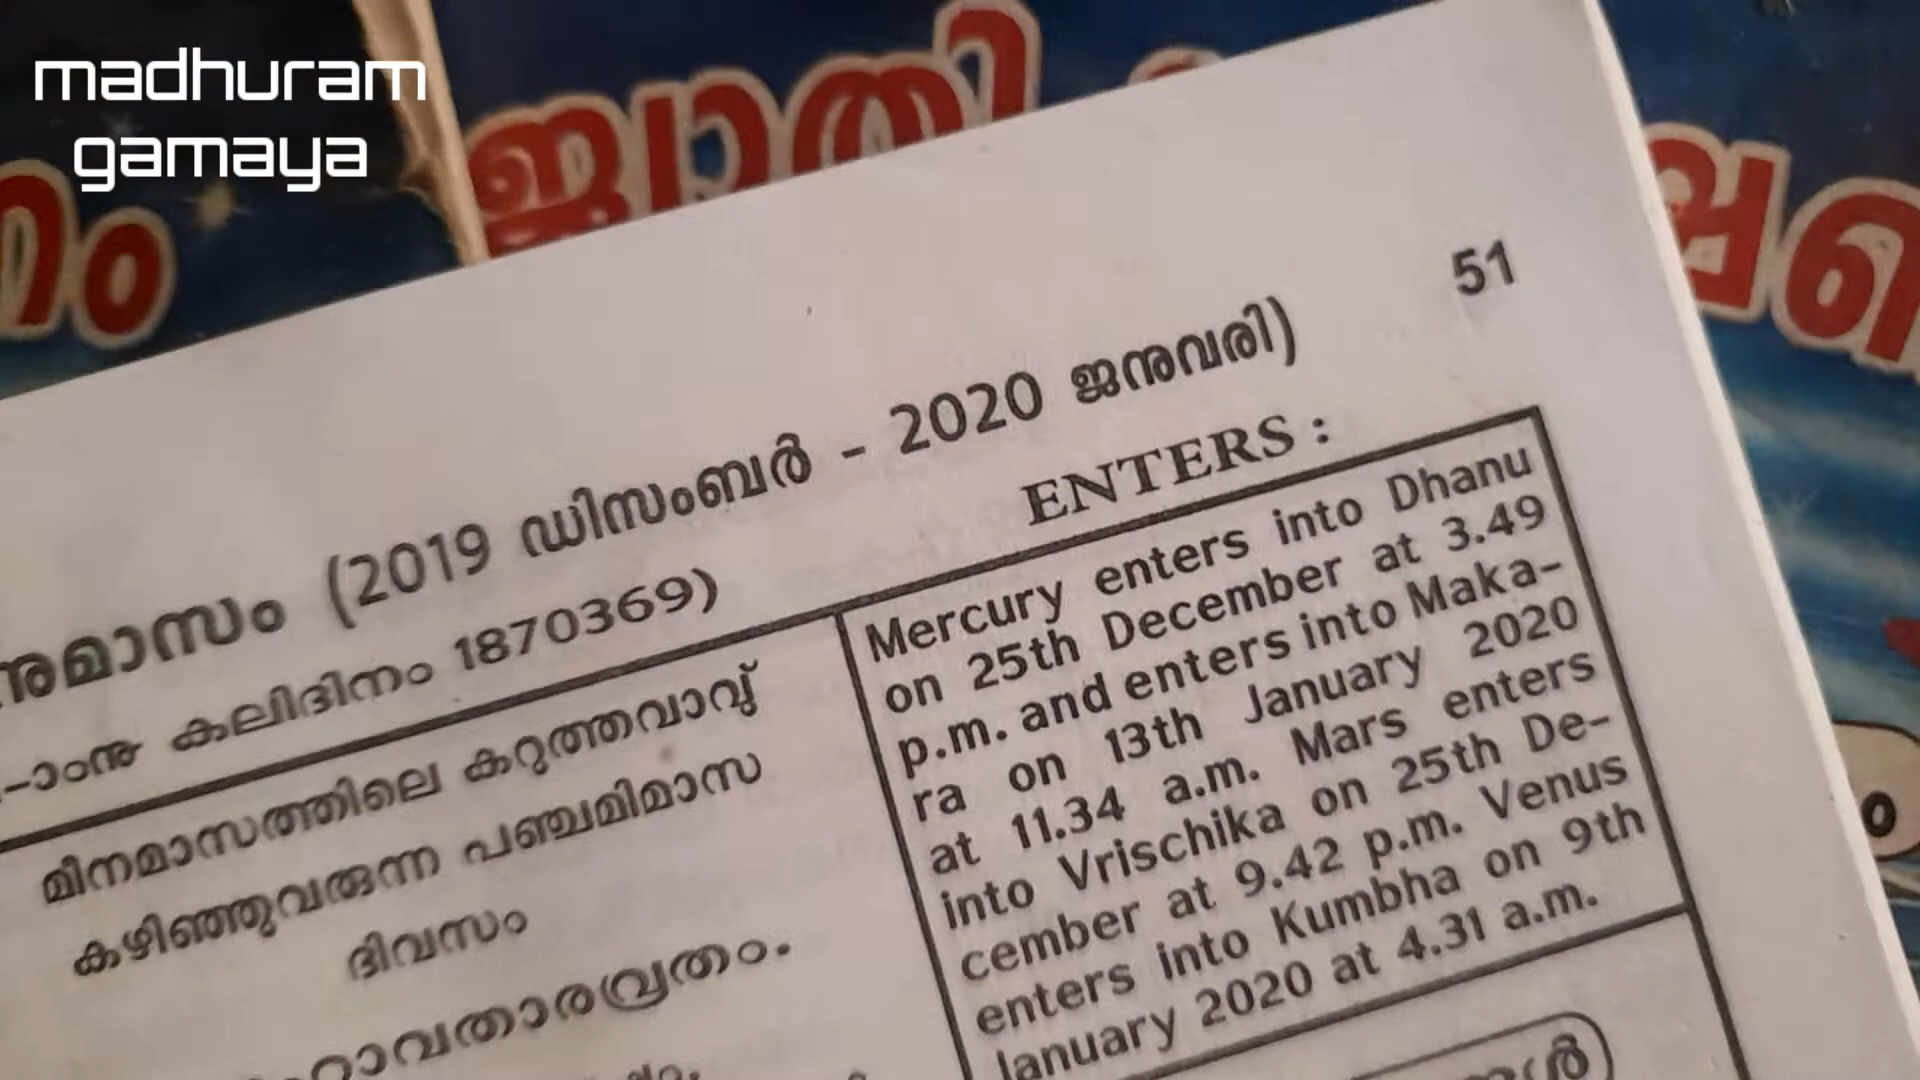 madhuram
gamaya
ജ്യോതി
51
(2019 ഡിസംബർ - 2020 ജനുവരി)
കലിദിനം 1870369)
മീനമാസത്തിലെ കറുത്തവാവ്
കഴിഞ്ഞുവരുന്ന പഞ്ചമിമാസ
ദിവസം
ENTERS :
Mercury enters into Dhanu
on 25th December at 3.49
p.m. and enters into Maka-
ra on 13th January 2020
at 11.34 a.m. Mars enters
into Vrischika on 25th De-
cember at 9.42 p.m. Venus
enters into Kumbha on 9th
January 2020 at 4.31 a.m.